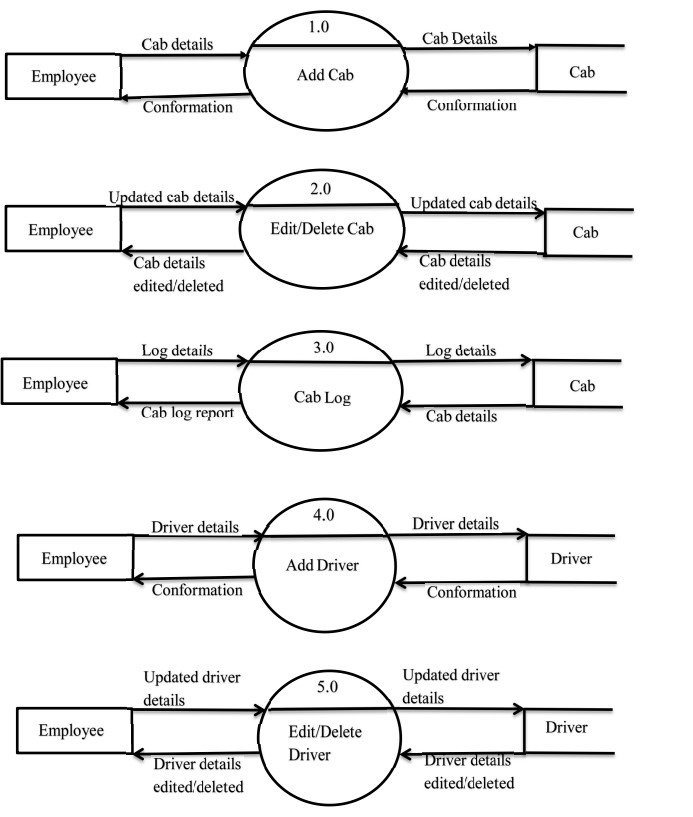 1.0
Cab details
Cab Details
Employee
Add Cab
Cab
Conformation
Conformation
2.0
Updated cab details
Updated cab details
Employee
Edit/Delete Cab
Cab
Cab details
edited/deleted
Cab details
edited/deleted
3.0
Log details
Log details
Employee
Cab Log
Cab
Cab log report
Cab details
4.0
Driver details
Driver details
Employee
Add Driver
Driver
Conformation
Conformation
5.0
Updated driver
details
Updated driver
details
Employee
Edit/Delete
Driver
Driver
Driver details
edited/deleted
Driver details
edited/deleted